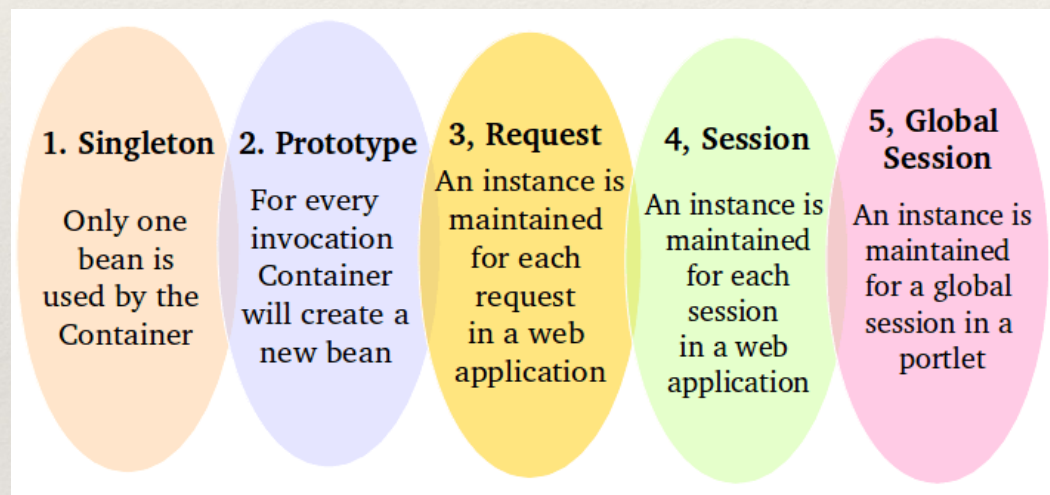 1. Singleton
Only one
bean is
used by the
Container
2. Prototype
For every
invocation
Container
will create a
new bean
3, Request
An instance is
maintained
for each
request
in a web
application
4, Session
An instance is
maintained
for each
session
in a web
application
5, Global
Session
An instance is
maintained
for a global
session in a
portlet